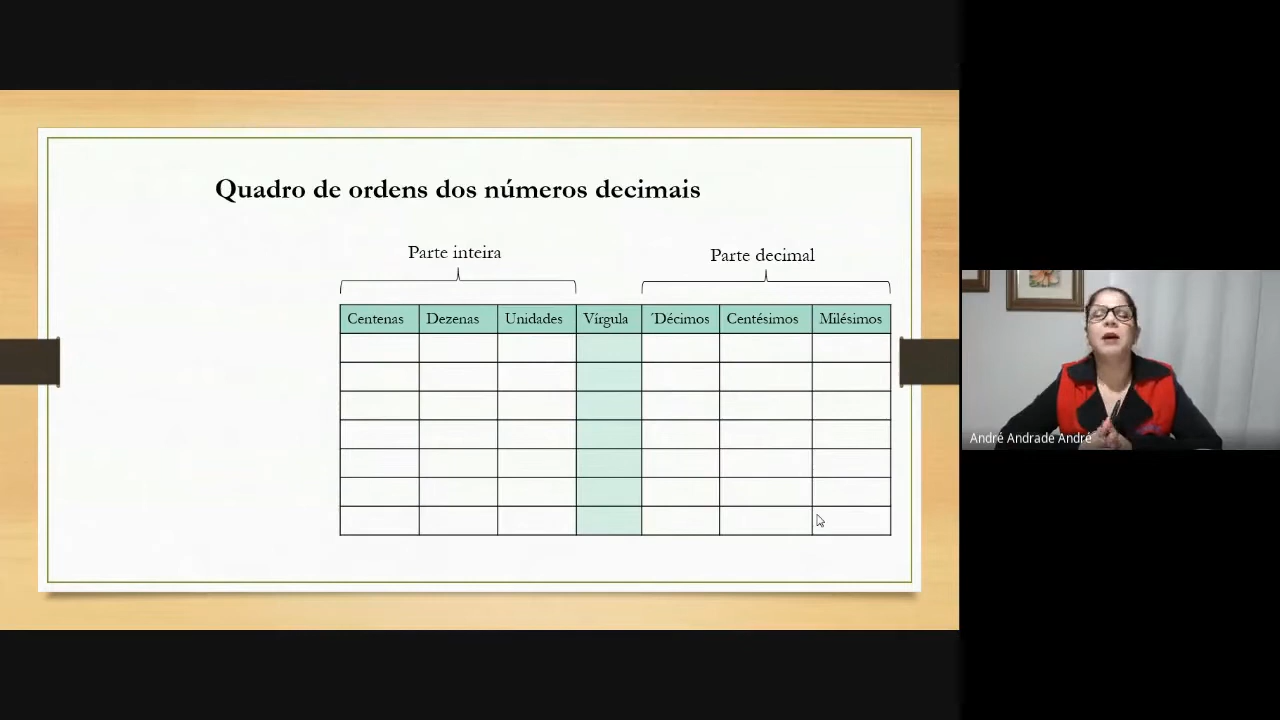 Quadro de ordens dos números decimais
Parte inteira
Parte decimal
Centenas Dezenas Unidades Vírgula Décimos Centésimos Milésimos
André Andrade André